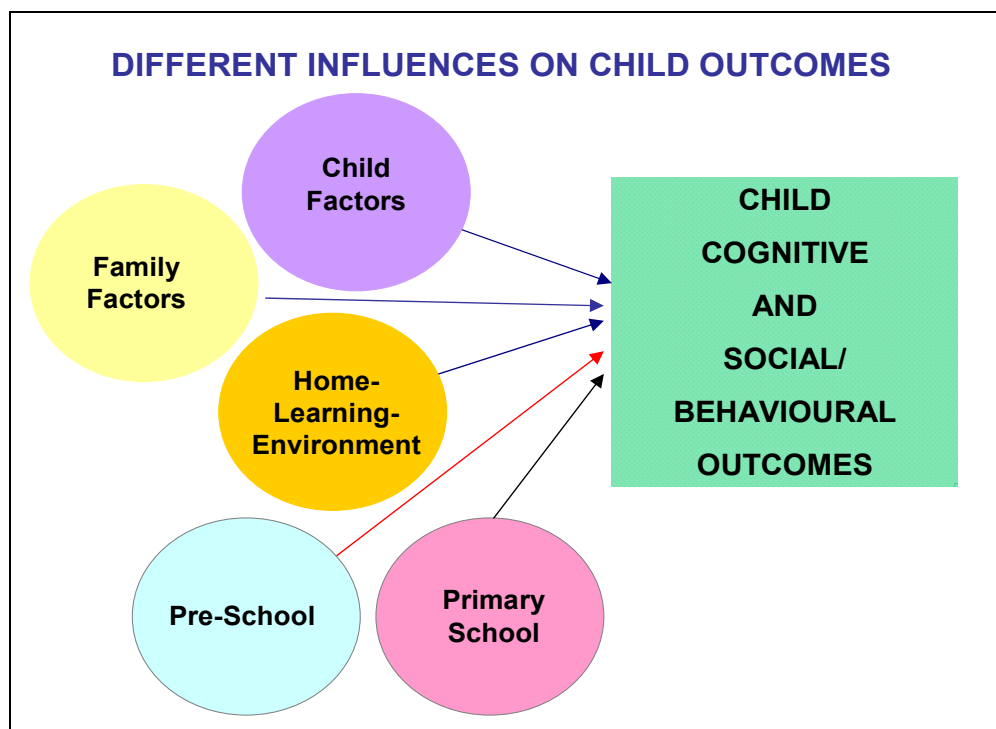 DIFFERENT INFLUENCES ON CHILD OUTCOMES
Child
Factors
Family
Factors
Home-
Learning-
Environment
Pre-School
Primary
School
CHILD
COGNITIVE
AND
SOCIAL/
BEHAVIOURAL
OUTCOMES